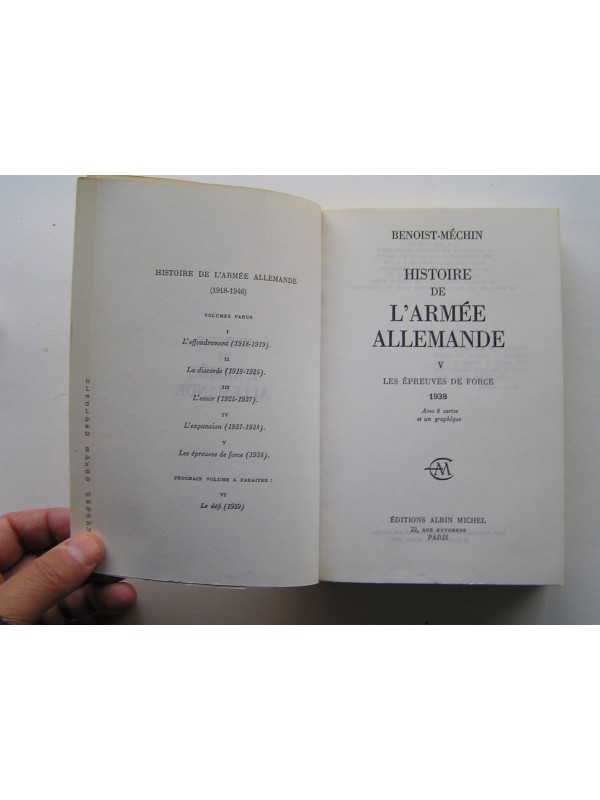 HISTOIRE DE L'ARMÉE ALLEMANDE
(1918-1946)
VOLUMES PARUS
I
L'effondrement (1918-1919).
II
La discorde (1919-1925).
III
L'essor (1925-1937).
IV
L'expansion (1937-1938).
V
Les épreuves de force (1938).
PROCHAIN VOLUME A PARAITRE :
VI
Le défi (1939)
BENOIST-MÉCHIN
HISTOIRE
DE
L'ARMÉE
ALLEMANDE
V
LES ÉPREUVES DE FORCE
1938
Avec 8 cartes
et un graphique
AM
ÉDITIONS ALBIN MICHEL
22, RUE HUYGHENS
PARIS